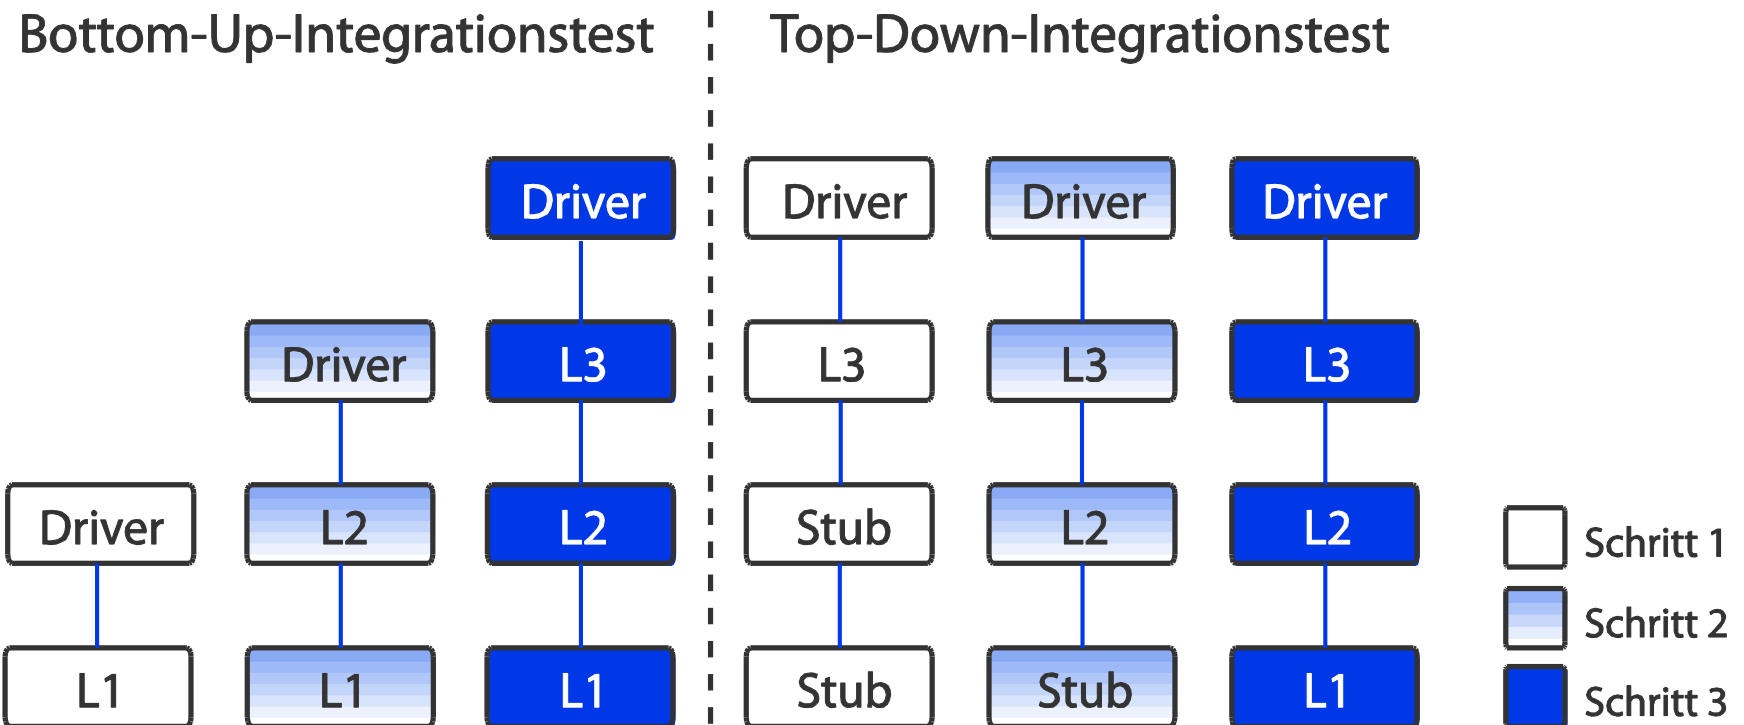 Bottom-Up-Integrationstest
Top-Down-Integrationstest
Driver
Driver
Driver
Driver
Driver
L3
L3
L3
L3
Driver
L2
L2
Stub
L2
L2
L1
L1
L1
Stub
Stub
L1
Schritt 1
Schritt 2
Schritt 3